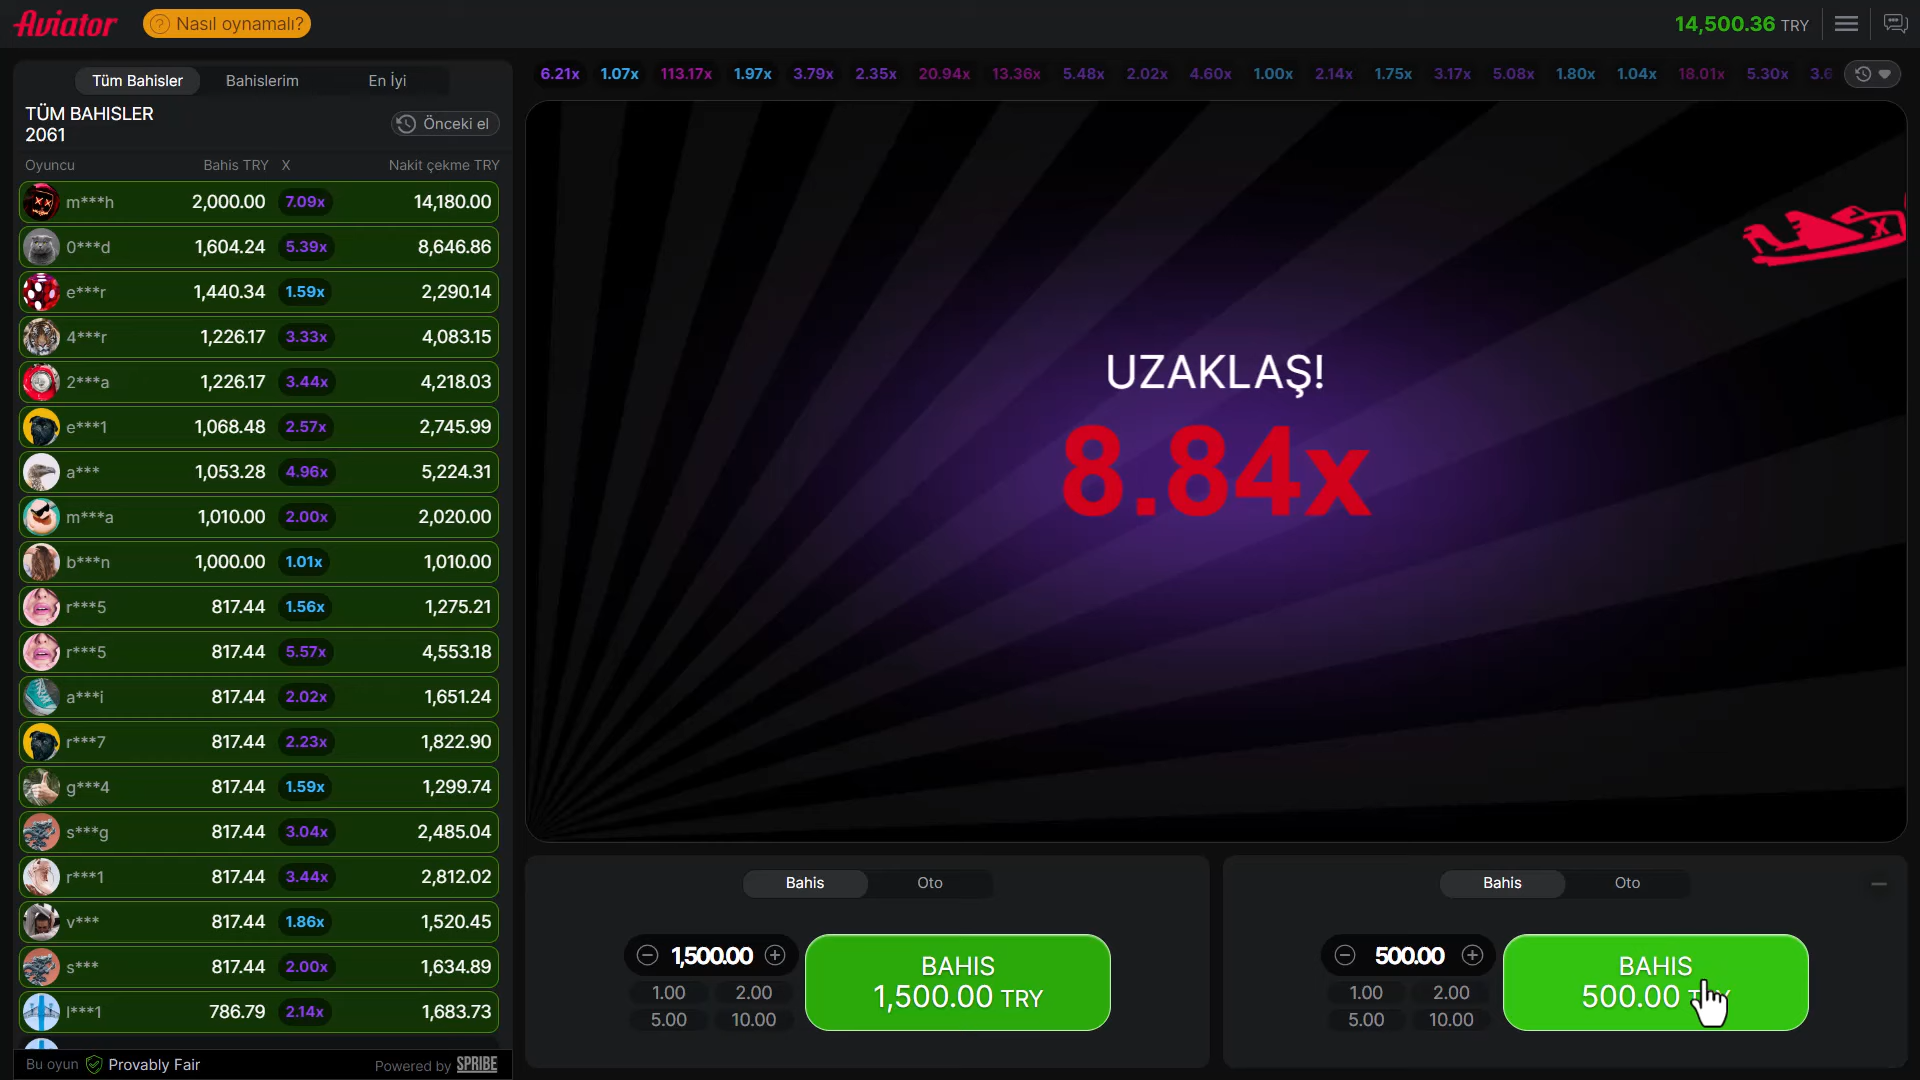 Aviator
? Nasıl oynamalı?
14,500.36 TRY
Tüm Bahisler Bahislerim En İyi
TÜM BAHISLER
2061
Önceki el
Oyuncu Bahis TRY X Nakit çekme TRY
m***h 2,000.00 7.09x 14,180.00
0***d 1,604.24 5.39x 8,646.86
e***r 1,440.34 1.59x 2,290.14
4***r 1,226.17 3.33x 4,083.15
2***a 1,226.17 3.44x 4,218.03
e***1 1,068.48 2.57x 2,745.99
a*** 1,053.28 4.96x 5,224.31
m***a 1,010.00 2.00x 2,020.00
b***n 1,000.00 1.01x 1,010.00
r***5 817.44 1.56x 1,275.21
r***5 817.44 5.57x 4,553.18
a***i 817.44 2.02x 1,651.24
r***7 817.44 2.23x 1,822.90
g***4 817.44 1.59x 1,299.74
s***g 817.44 3.04x 2,485.04
r***1 817.44 3.44x 2,812.02
v*** 817.44 1.86x 1,520.45
s*** 817.44 2.00x 1,634.89
l***1 786.79 2.14x 1,683.73
Bu oyun Provably Fair Powered by SPRIBE
6.21x 1.07x 113.17x 1.97x 3.79x 2.35x 20.94x 13.36x 5.48x 2.02x 4.60x 1.00x 2.14x 1.75x 3.17x 5.08x 1.80x 1.04x 18.01x 5.30x
X
UZAKLAŞ!
8.84x
Bahis Oto
1,500.00
1.00 2.00
5.00 10.00
BAHIS
1,500.00 TRY
Bahis Oto
500.00
1.00 2.00
5.00 10.00
BAHIS
500.00 TRY